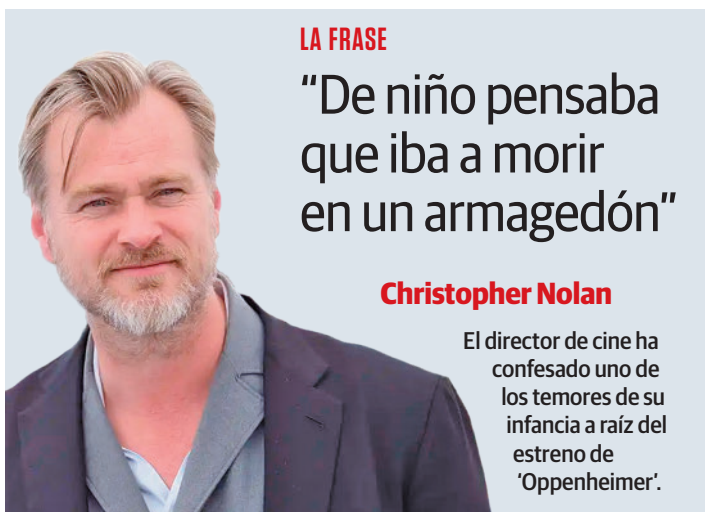 LA FRASE
“De niño pensaba
que iba a morir
en un armagedón”
Christopher Nolan
El director de cine ha
confesado uno de
los temores de su
infancia a raíz del
estreno de
‘Oppenheimer’.